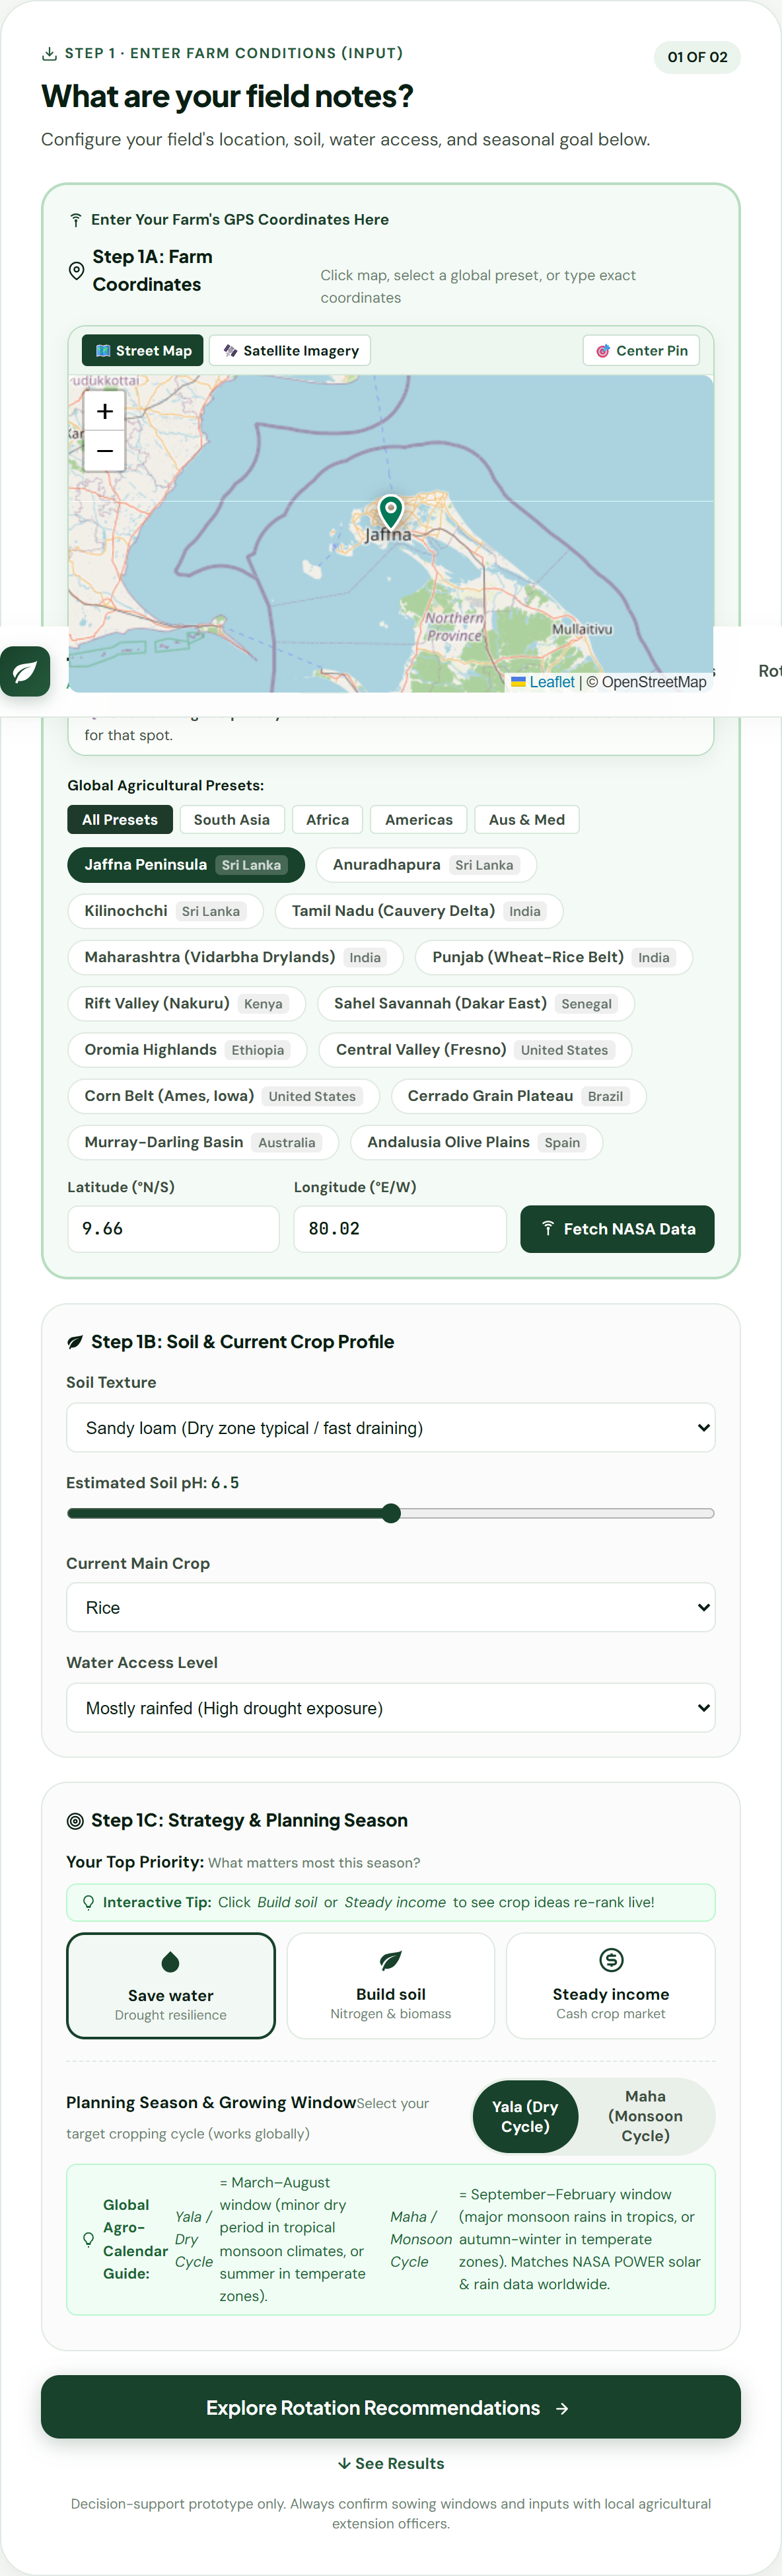 STEP 1 · ENTER FARM CONDITIONS (INPUT)
01 OF 02
What are your field notes?
Configure your field's location, soil, water access, and seasonal goal below.
Enter Your Farm's GPS Coordinates Here
Step 1A: Farm
Coordinates
Click map, select a global preset, or type exact
coordinates
Street Map
Satellite Imagery
Center Pin
udukkottai
+
−
Jaffna
Northern
Province
Mullaitivu
Leaflet | © OpenStreetMap
for that spot.
Global Agricultural Presets:
All Presets
South Asia
Africa
Americas
Aus & Med
Jaffna Peninsula Sri Lanka
Anuradhapura Sri Lanka
Kilinochchi Sri Lanka
Tamil Nadu (Cauvery Delta) India
Maharashtra (Vidarbha Drylands) India
Punjab (Wheat-Rice Belt) India
Rift Valley (Nakuru) Kenya
Sahel Savannah (Dakar East) Senegal
Oromia Highlands Ethiopia
Central Valley (Fresno) United States
Corn Belt (Ames, Iowa) United States
Cerrado Grain Plateau Brazil
Murray-Darling Basin Australia
Andalusia Olive Plains Spain
Latitude (°N/S)
Longitude (°E/W)
9.66
80.02
Fetch NASA Data
Step 1B: Soil & Current Crop Profile
Soil Texture
Sandy loam (Dry zone typical / fast draining)
Estimated Soil pH: 6.5
Current Main Crop
Rice
Water Access Level
Mostly rainfed (High drought exposure)
Step 1C: Strategy & Planning Season
Your Top Priority: What matters most this season?
Interactive Tip: Click Build soil or Steady income to see crop ideas re-rank live!
Save water
Drought resilience
Build soil
Nitrogen & biomass
Steady income
Cash crop market
Planning Season & Growing WindowSelect your
target cropping cycle (works globally)
Yala (Dry
Cycle)
Maha
(Monsoon
Cycle)
Global
Agro-
Calendar
Guide:
Yala /
Dry
Cycle
= March–August
window (minor dry
period in tropical
monsoon climates, or
summer in temperate
zones).
Maha /
Monsoon
Cycle
= September–February window
(major monsoon rains in tropics, or
autumn-winter in temperate
zones). Matches NASA POWER solar
& rain data worldwide.
Explore Rotation Recommendations →
↓ See Results
Decision-support prototype only. Always confirm sowing windows and inputs with local agricultural
extension officers.